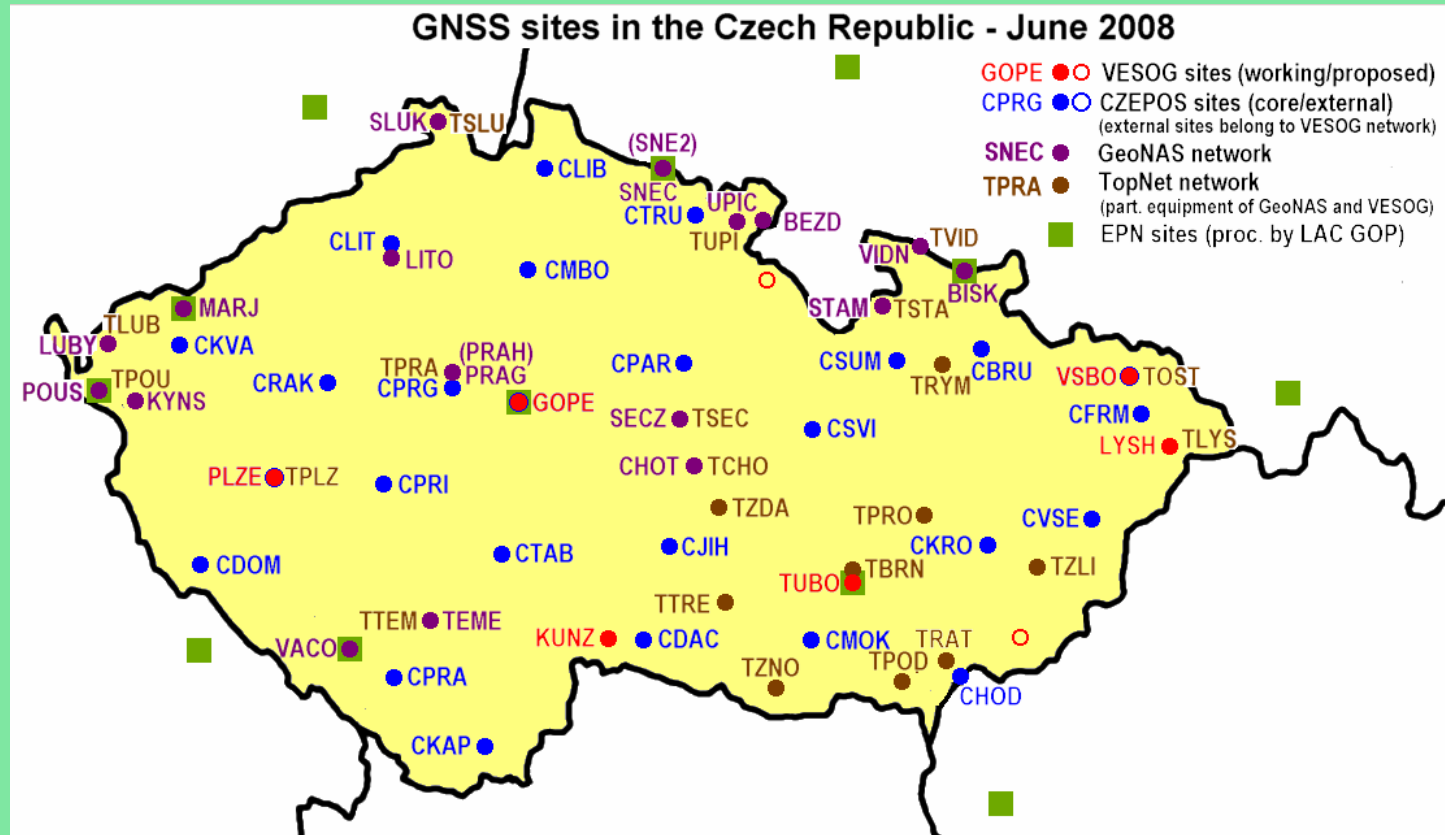 GNSS sites in the Czech Republic - June 2008
GOPE VESOG sites (working/proposed)
CPRG CZEPOS sites (core/external)
(external sites belong to VESOG network)
SNEC GeoNAS network
TPRA TopNet network
(part. equipment of GeoNAS and VESOG)
EPN sites (proc. by LAC GOP)
SLUK TSLU
(SNE2)
CLIB
SNEC
UPIC
CTRU
BEZD
TUPI
CLIT
LITO
CMBO
TVID
VIDN
BISK
MARJ
STAM TSTA
TLUB
LUBY
CKVA
(PRAH)
TPRA
PRAG
CPAR
CSUM
CBRU
TRYM
VSBO TOST
TPOU
POUS
KYNS
CRAK
CPRG
GOPE
SECZ TSEC
CSVI
CFRM
LYSH TLYS
CHOT TCHO
PLZE TPLZ
CPRI
TZDA
TPRO
CVSE
CTAB
CJIH
CKRO
CDOM
TBRN
TZLI
TUBO
TTRE
TTEM TEME
KUNZ
CDAC
CMOK
TRAT
VACO
TPOD
TZNO
CPRA
CHOD
CKAP